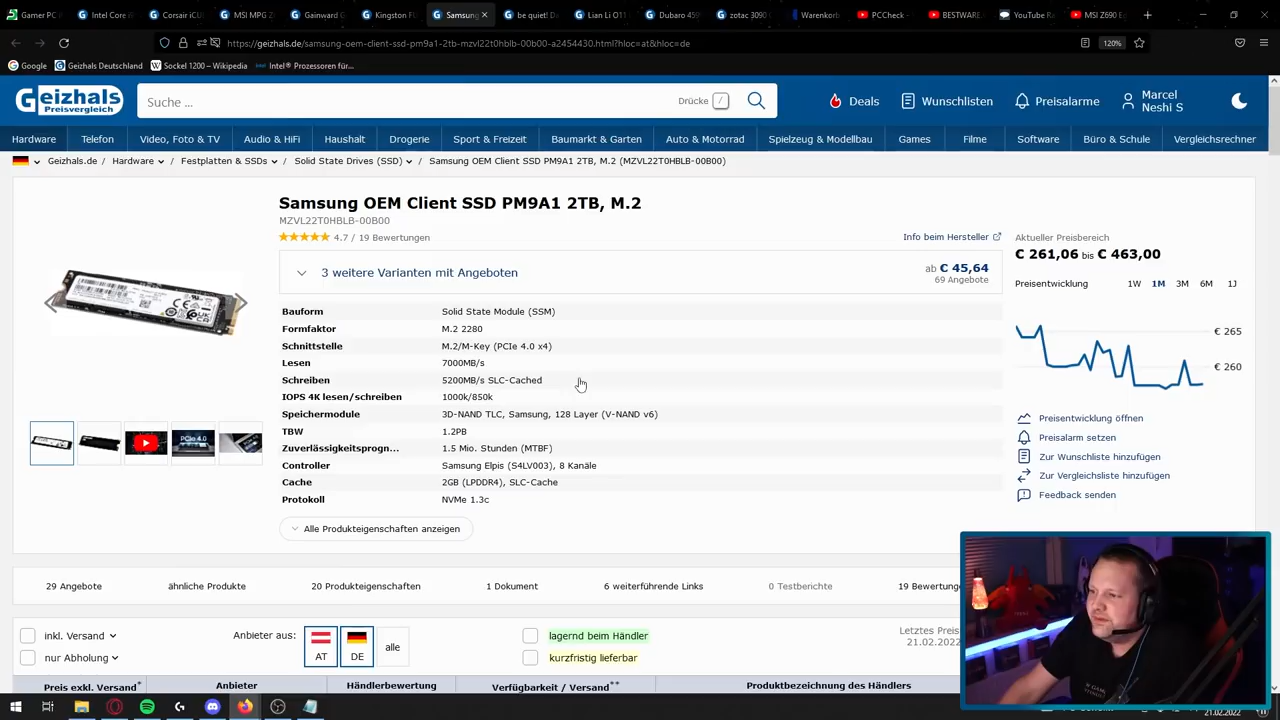 Gamer PC
Intel Core i
Corsair iCU
MSI MPG Z
Gainward G
Kingston FU
Samsung
be quiet! D
Lian Li O11
Dubaro 459
zotac 3090
Warenkorb
PCCheck -
BESTWARE.
YouTube Ra
MSI Z690 E
https://geizhals.de/samsung-oem-client-ssd-pm9a1-2tb-mzvl22t0hblb-00b00-a2454430.html?hloc=at&hloc=de
120%
Google
Geizhals Deutschland
Sockel 1200 – Wikipedia
Intel® Prozessoren für...
Geizhals
Preisvergleich
Suche ...
Drücke /
Deals
Wunschlisten
Preisalarme
Marcel
Neshi S
Hardware
Telefon
Video, Foto & TV
Audio & HiFi
Haushalt
Drogerie
Sport & Freizeit
Baumarkt & Garten
Auto & Motorrad
Spielzeug & Modellbau
Games
Filme
Software
Büro & Schule
Vergleichsrechner
Geizhals.de / Hardware / Festplatten & SSDs / Solid State Drives (SSD) / Samsung OEM Client SSD PM9A1 2TB, M.2 (MZVL22T0HBLB-00B00)
Samsung OEM Client SSD PM9A1 2TB, M.2
MZVL22T0HBLB-00B00
4.7 / 19 Bewertungen
Info beim Hersteller
3 weitere Varianten mit Angeboten
ab € 45,64
69 Angebote
Bauform Solid State Module (SSM)
Formfaktor M.2 2280
Schnittstelle M.2/M-Key (PCIe 4.0 x4)
Lesen 7000MB/s
Schreiben 5200MB/s SLC-Cached
IOPS 4K lesen/schreiben 1000k/850k
Speichermodule 3D-NAND TLC, Samsung, 128 Layer (V-NAND v6)
TBW 1.2PB
Zuverlässigkeitsprogn... 1.5 Mio. Stunden (MTBF)
Controller Samsung Elpis (S4LV003), 8 Kanäle
Cache 2GB (LPDDR4), SLC-Cache
Protokoll NVMe 1.3c
Alle Produkteigenschaften anzeigen
PCIe 4.0
Aktueller Preisbereich
€ 261,06 bis € 463,00
Preisentwicklung 1W 1M 3M 6M 1J
€ 265
€ 260
Preisentwicklung öffnen
Preisalarm setzen
Zur Wunschliste hinzufügen
Zur Vergleichsliste hinzufügen
Feedback senden
29 Angebote
ähnliche Produkte
20 Produkteigenschaften
1 Dokument
6 weiterführende Links
0 Testberichte
19 Bewertungen
inkl. Versand
nur Abholung
Anbieter aus:
AT
DE
alle
lagernd beim Händler
kurzfristig lieferbar
Letztes Preis
21.02.2022
Preis exkl. Versand*
Anbieter
Händlerbewertung
Verfügbarkeit / Versand**
Produktbezeichnung des Händlers
21.02.2022